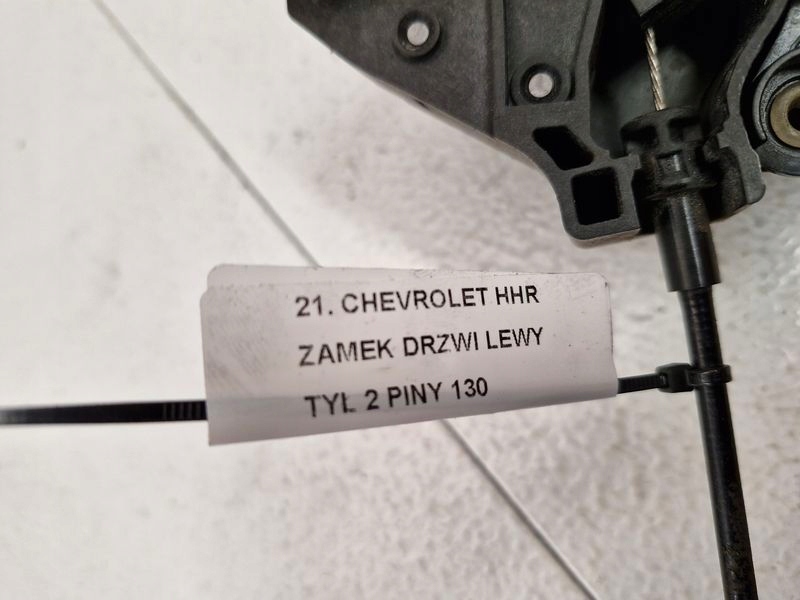 21. CHEVROLET HHR
ZAMEK DRZWI LEWY
TYŁ 2 PINY 130